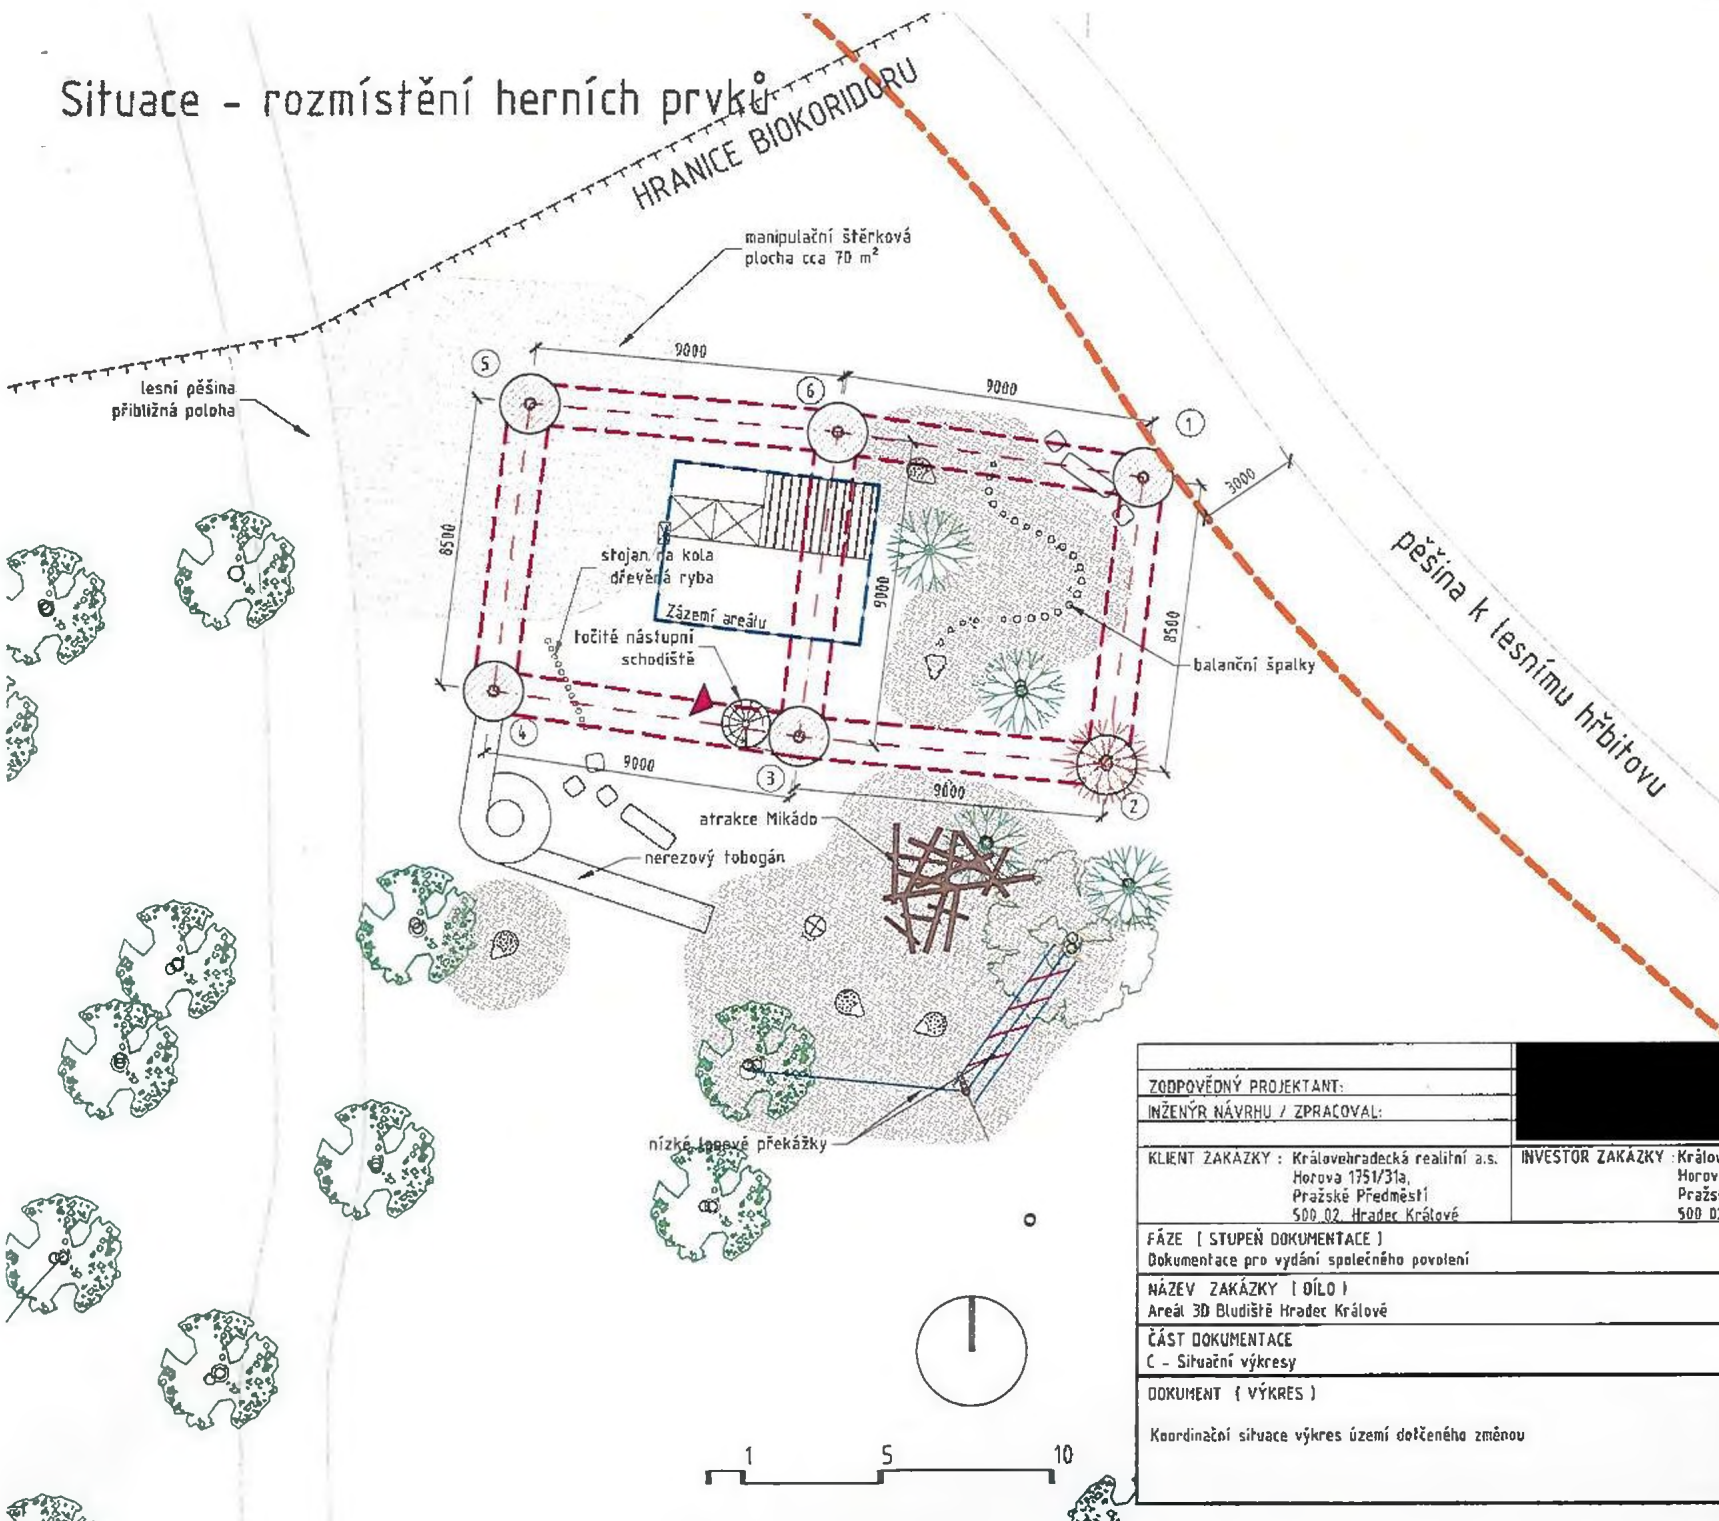 Situace - rozmístění herních prvků
HRANICE BIOKORIDORU
manipulační štěrková
plocha cca 70 m²
lesní pěšina
přibližná poloha
5
9000
6
9000
1
3000
8500
stojan na kola
dřevěná ryba
Zázemí areálu
9000
točité nástupní
schodiště
8500
balanční špalky
pěšina k lesnímu hřbitovu
4
9000
3
9000
2
atrakce Mikádo
nerezový tobogán
nízké lanové překážky
1
5
10
ZODPOVĚDNÝ PROJEKTANT:
INŽENÝR NÁVRHU / ZPRACOVAL:
KLIENT ZAKÁZKY : Královehradecká realitní a.s.
Horova 1751/31a,
Pražské Předměstí
500 02, Hradec Králové
INVESTOR ZAKÁZKY : Králov
Horov
Pražs
500 02
FÁZE [ STUPEŇ DOKUMENTACE ]
Dokumentace pro vydání společného povolení
NÁZEV ZAKÁZKY [ DÍLO ]
Areál 3D Bludiště Hradec Králové
ČÁST DOKUMENTACE
C - Situační výkresy
DOKUMENT [ VÝKRES ]
Koordinační situace výkres území dotčeného změnou